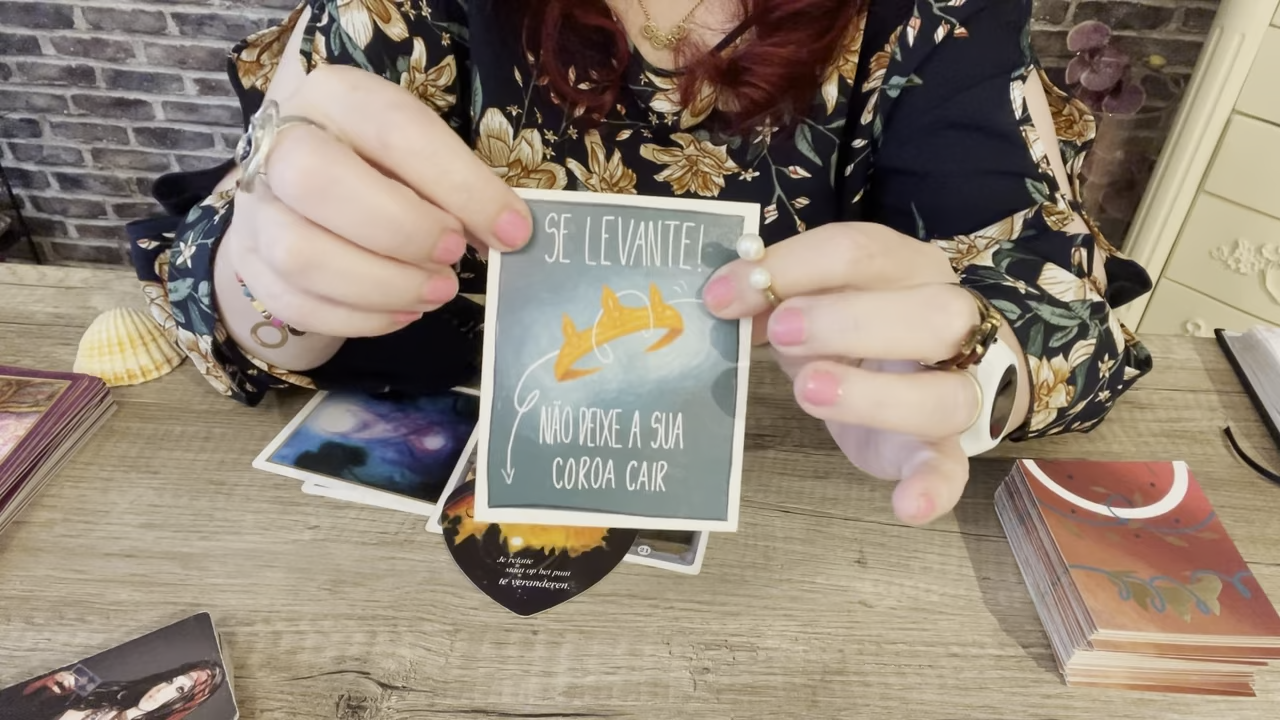 SE LEVANTE!
NÃO DEIXE A SUA
COROA CAIR
Je relatie
staat op het punt
te veranderen.